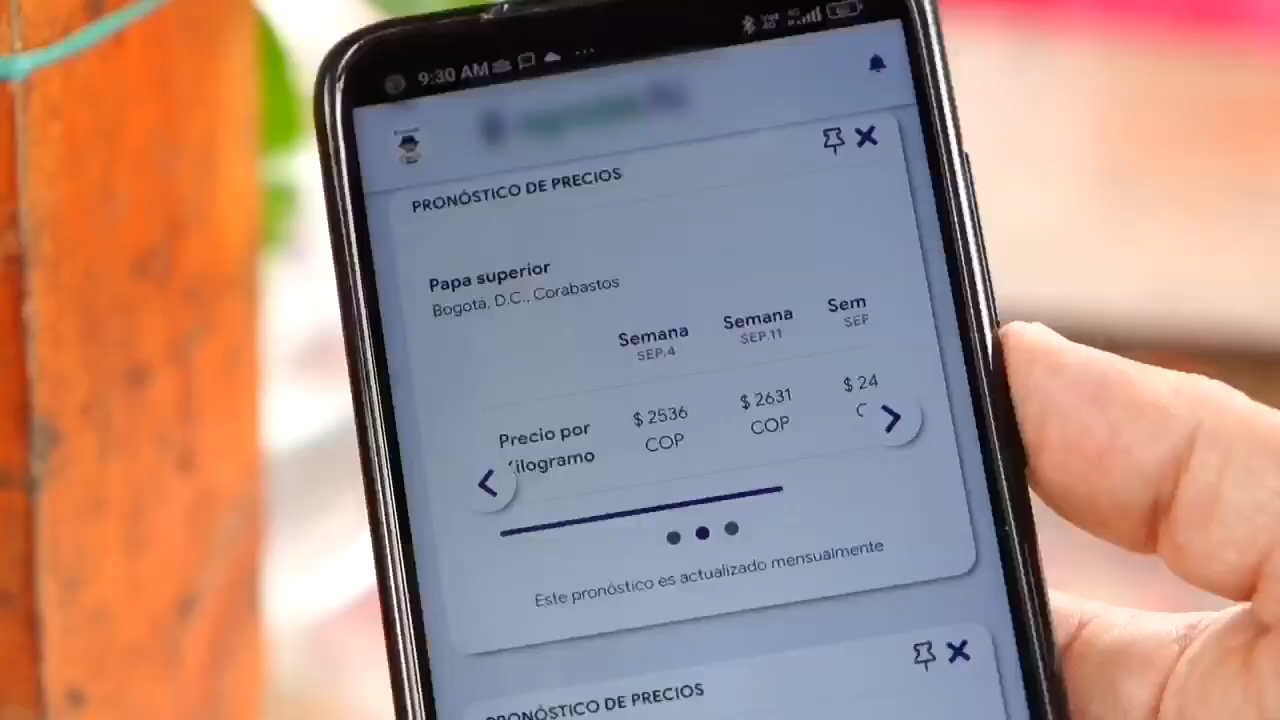 9:30 AM
PRONÓSTICO DE PRECIOS
Papa superior
Bogotá, D.C., Corabastos
Semana Semana Sem
SEP.4 SEP.11 SEP
Precio por $ 2536 $ 2631 $ 24
ilogramo COP COP C
Este pronóstico es actualizado mensualmente
PRONÓSTICO DE PRECIOS